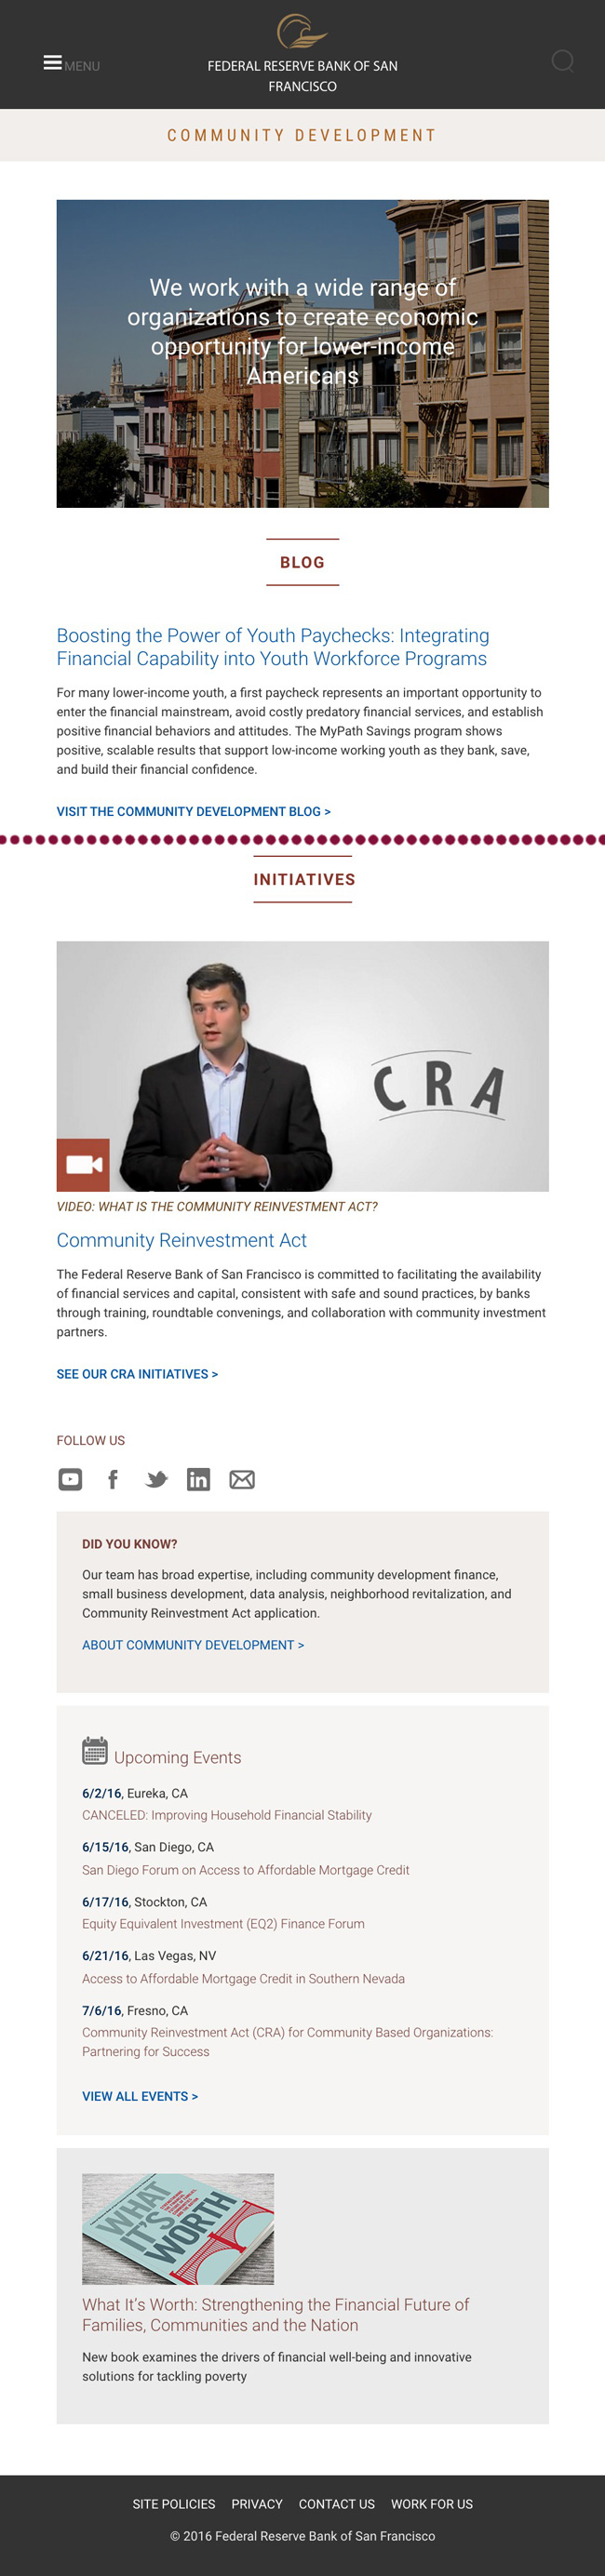 MENU
FEDERAL RESERVE BANK OF SAN
FRANCISCO
COMMUNITY DEVELOPMENT
We work with a wide range of
organizations to create economic
opportunity for lower-income
Americans
BLOG
Boosting the Power of Youth Paychecks: Integrating
Financial Capability into Youth Workforce Programs
For many lower-income youth, a first paycheck represents an important opportunity to
enter the financial mainstream, avoid costly predatory financial services, and establish
positive financial behaviors and attitudes. The MyPath Savings program shows
positive, scalable results that support low-income working youth as they bank, save,
and build their financial confidence.
VISIT THE COMMUNITY DEVELOPMENT BLOG >
INITIATIVES
CRA
VIDEO: WHAT IS THE COMMUNITY REINVESTMENT ACT?
Community Reinvestment Act
The Federal Reserve Bank of San Francisco is committed to facilitating the availability
of financial services and capital, consistent with safe and sound practices, by banks
through training, roundtable convenings, and collaboration with community investment
partners.
SEE OUR CRA INITIATIVES >
FOLLOW US
DID YOU KNOW?
Our team has broad expertise, including community development finance,
small business development, data analysis, neighborhood revitalization, and
Community Reinvestment Act application.
ABOUT COMMUNITY DEVELOPMENT >
Upcoming Events
6/2/16, Eureka, CA
CANCELED: Improving Household Financial Stability
6/15/16, San Diego, CA
San Diego Forum on Access to Affordable Mortgage Credit
6/17/16, Stockton, CA
Equity Equivalent Investment (EQ2) Finance Forum
6/21/16, Las Vegas, NV
Access to Affordable Mortgage Credit in Southern Nevada
7/6/16, Fresno, CA
Community Reinvestment Act (CRA) for Community Based Organizations:
Partnering for Success
VIEW ALL EVENTS >
WHAT
IT'S
WORTH
What It's Worth: Strengthening the Financial Future of
Families, Communities and the Nation
New book examines the drivers of financial well-being and innovative
solutions for tackling poverty
SITE POLICIES PRIVACY CONTACT US WORK FOR US
© 2016 Federal Reserve Bank of San Francisco